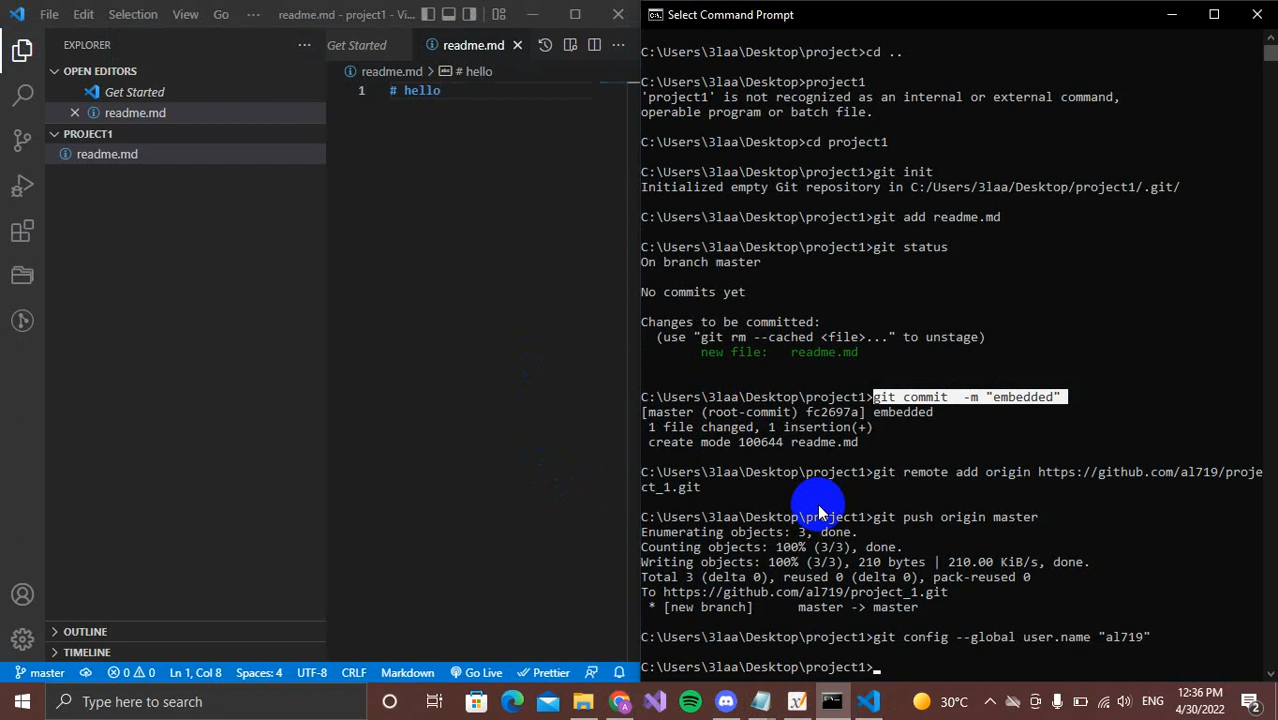 File Edit Selection View Go ··· readme.md - project1 - Vi...
EXPLORER ···
OPEN EDITORS
Get Started
readme.md
PROJECT1
readme.md
OUTLINE
TIMELINE
Get Started readme.md ···
readme.md > # hello
1 # hello
master 0 0 Ln 1, Col 8 Spaces: 4 UTF-8 CRLF Markdown Go Live Prettier
Select Command Prompt
C:\Users\3laa\Desktop\project>cd ..
C:\Users\3laa\Desktop>project1
'project1' is not recognized as an internal or external command,
operable program or batch file.
C:\Users\3laa\Desktop>cd project1
C:\Users\3laa\Desktop\project1>git init
Initialized empty Git repository in C:/Users/3laa/Desktop/project1/.git/
C:\Users\3laa\Desktop\project1>git add readme.md
C:\Users\3laa\Desktop\project1>git status
On branch master
No commits yet
Changes to be committed:
(use "git rm --cached <file>..." to unstage)
new file:   readme.md
C:\Users\3laa\Desktop\project1>git commit  -m "embedded"
[master (root-commit) fc2697a] embedded
1 file changed, 1 insertion(+)
create mode 100644 readme.md
C:\Users\3laa\Desktop\project1>git remote add origin https://github.com/al719/proje
ct_1.git
C:\Users\3laa\Desktop\project1>git push origin master
Enumerating objects: 3, done.
Counting objects: 100% (3/3), done.
Writing objects: 100% (3/3), 210 bytes | 210.00 KiB/s, done.
Total 3 (delta 0), reused 0 (delta 0), pack-reused 0
To https://github.com/al719/project_1.git
* [new branch]      master -> master
C:\Users\3laa\Desktop\project1>git config --global user.name "al719"
C:\Users\3laa\Desktop\project1>
Type here to search
30°C
ENG
12:36 PM
4/30/2022
2